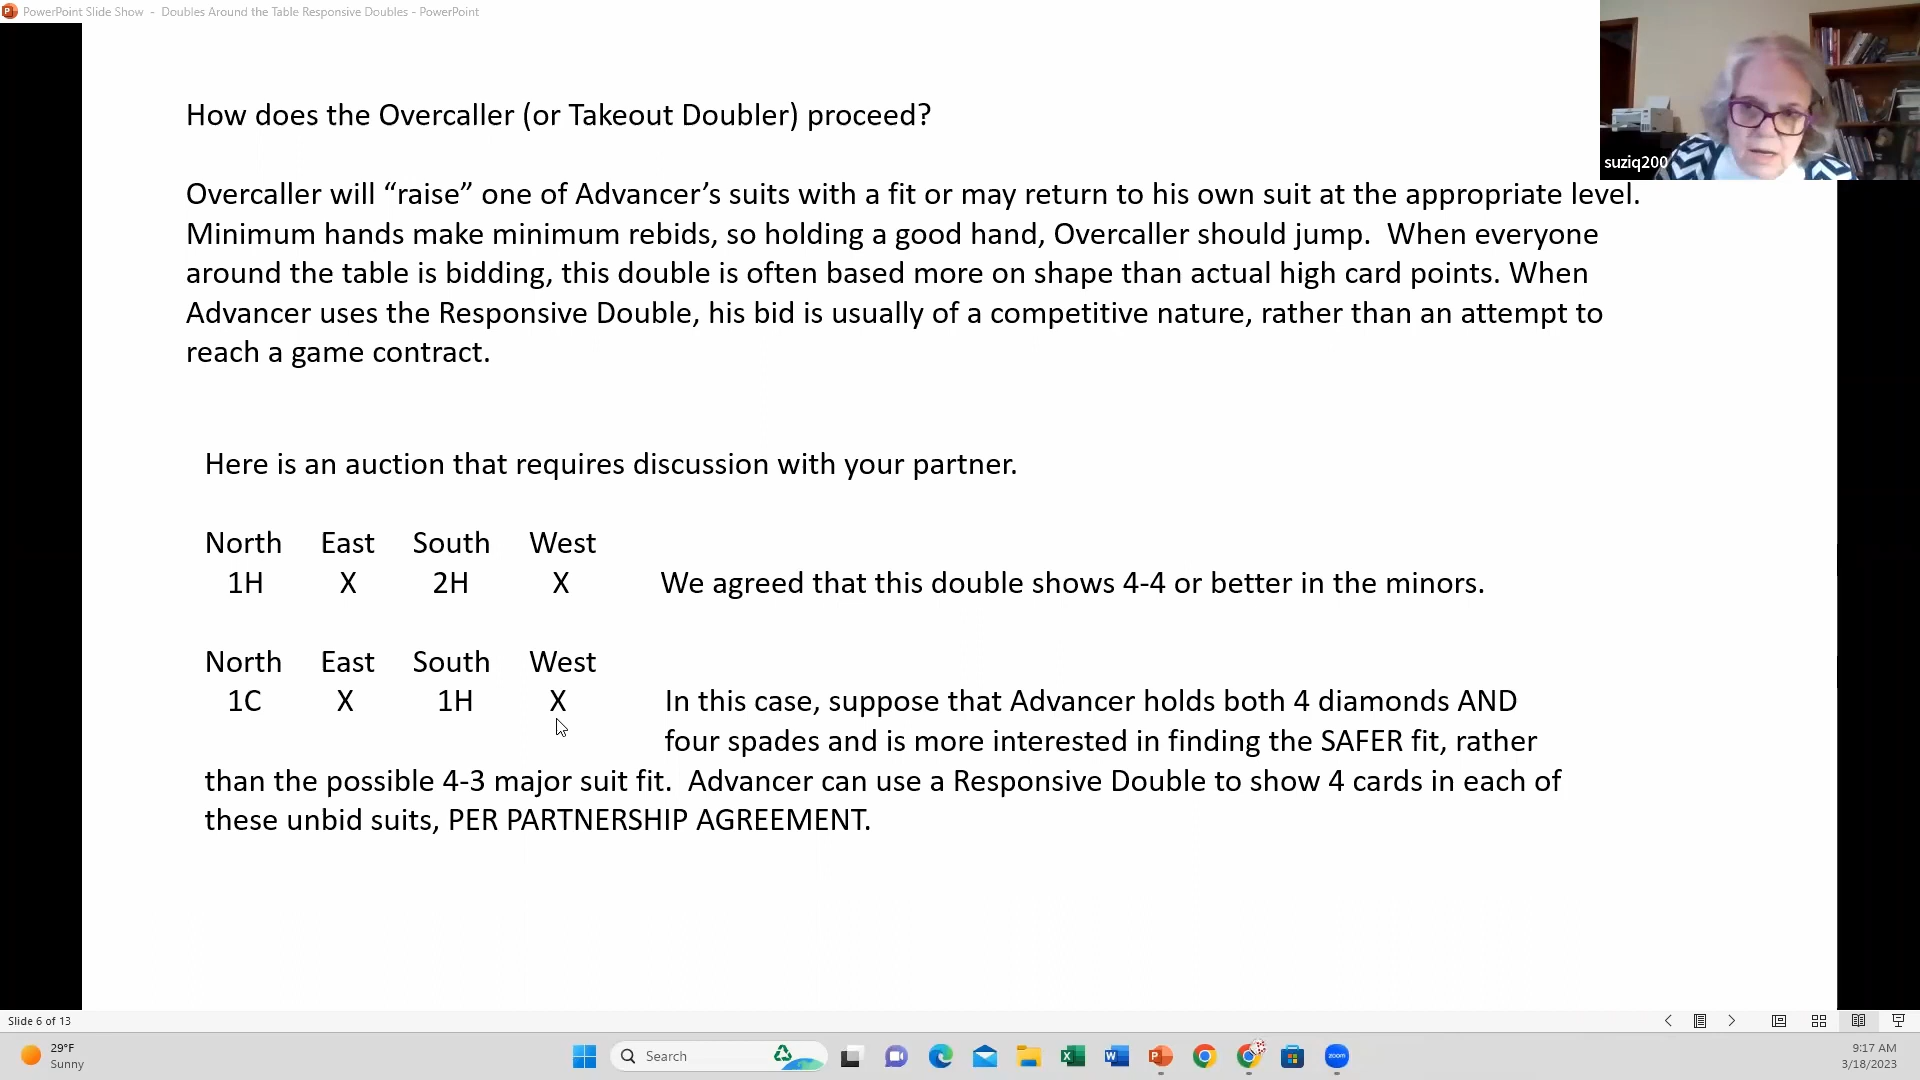 PowerPoint Slide Show - Doubles Around the Table Responsive Doubles - PowerPoint
suziq200
How does the Overcaller (or Takeout Doubler) proceed?
Overcaller will “raise” one of Advancer’s suits with a fit or may return to his own suit at the appropriate level.
Minimum hands make minimum rebids, so holding a good hand, Overcaller should jump. When everyone
around the table is bidding, this double is often based more on shape than actual high card points. When
Advancer uses the Responsive Double, his bid is usually of a competitive nature, rather than an attempt to
reach a game contract.
Here is an auction that requires discussion with your partner.
North East South West
1H X 2H X We agreed that this double shows 4-4 or better in the minors.
North East South West
1C X 1H X In this case, suppose that Advancer holds both 4 diamonds AND
four spades and is more interested in finding the SAFER fit, rather
than the possible 4-3 major suit fit. Advancer can use a Responsive Double to show 4 cards in each of
these unbid suits, PER PARTNERSHIP AGREEMENT.
Slide 6 of 13
29°F
Sunny
Search
zoom
9:17 AM
3/18/2023